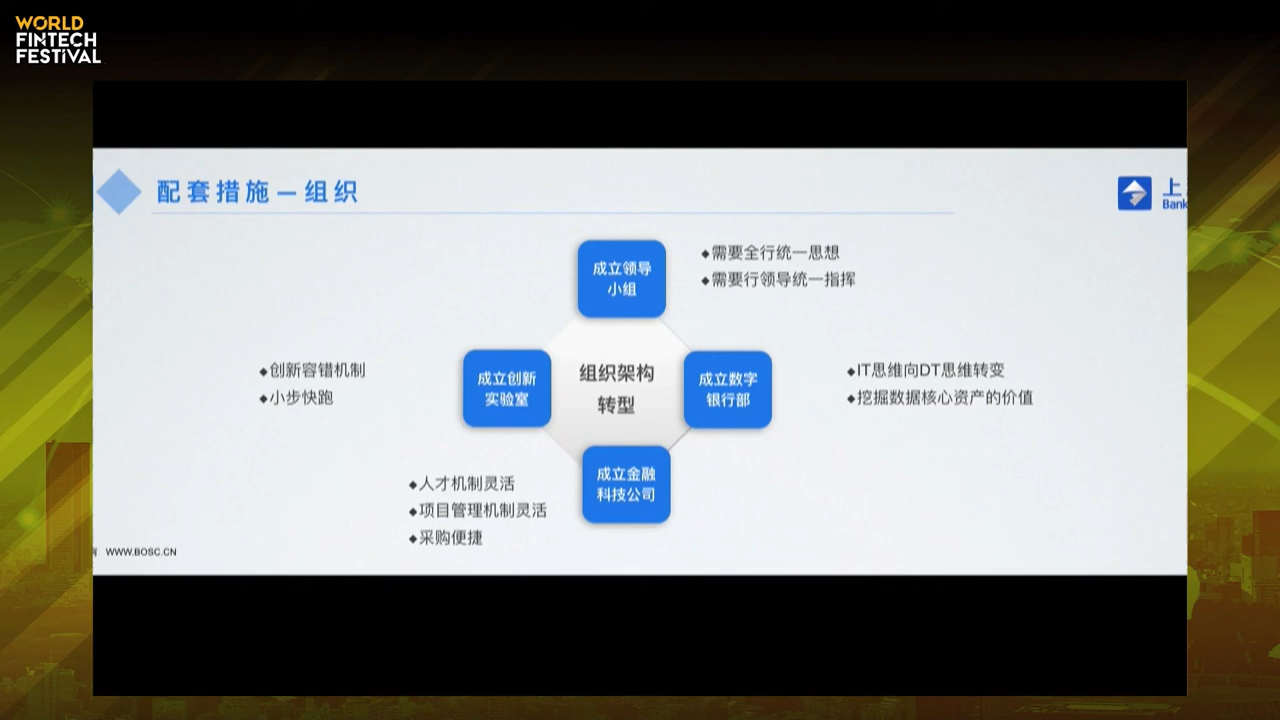 WORLD
FINTECH
FESTIVAL
配套措施—组织
上
Bank
成立领导
小组
◆需要全行统一思想
◆需要行领导统一指挥
◆创新容错机制
◆小步快跑
成立创新
实验室
组织架构
转型
成立数字
银行部
◆IT思维向DT思维转变
◆挖掘数据核心资产的价值
◆人才机制灵活
◆项目管理机制灵活
◆采购便捷
成立金融
科技公司
WWW.BOSC.CN